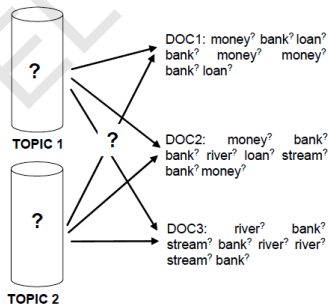 ?
TOPIC 1
?
TOPIC 2
?
DOC1: money? bank? loan?
bank? money? money?
bank? loan?
DOC2: money? bank?
bank? river? loan? stream?
bank? money?
DOC3: river? bank?
stream? bank? river? river?
stream? bank?